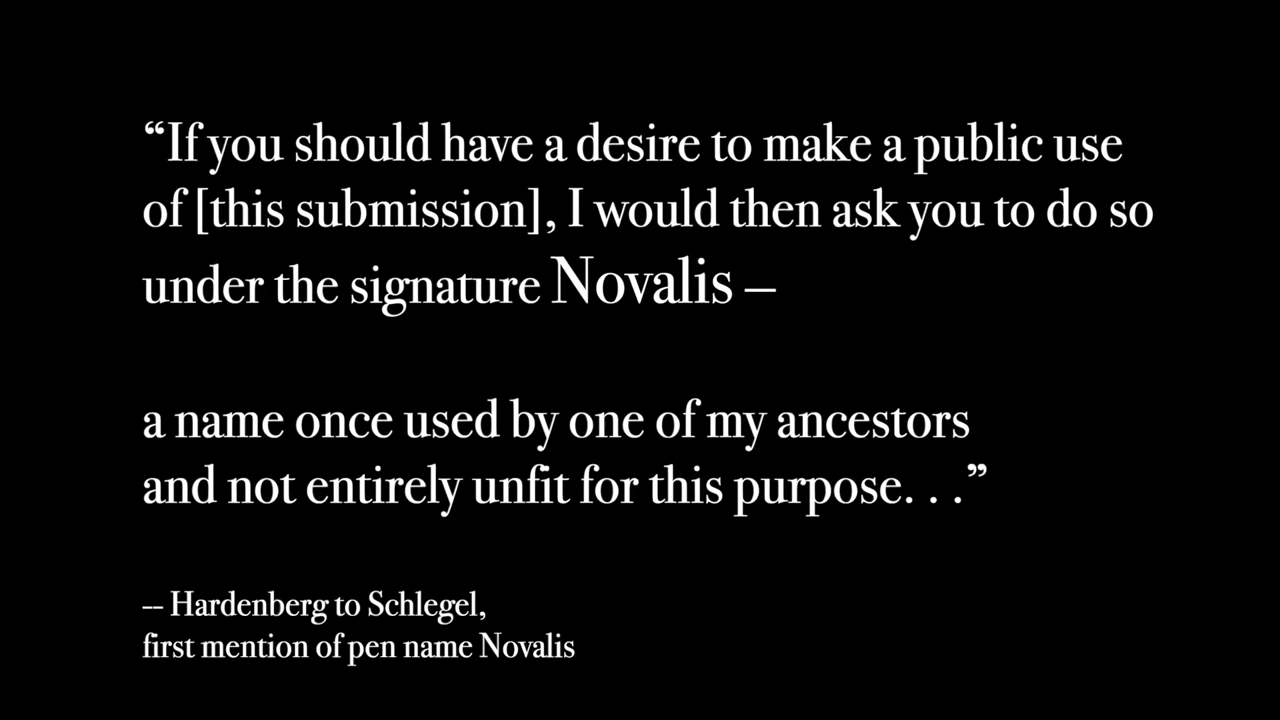 “If you should have a desire to make a public use
of [this submission], I would then ask you to do so
under the signature Novalis –
a name once used by one of my ancestors
and not entirely unfit for this purpose. . .”
-- Hardenberg to Schlegel,
first mention of pen name Novalis